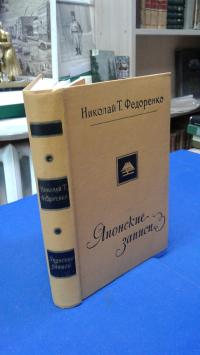 Николай Т. Федоренко
Японские
записи
Николай Т.
Федоренко
Японские
записи